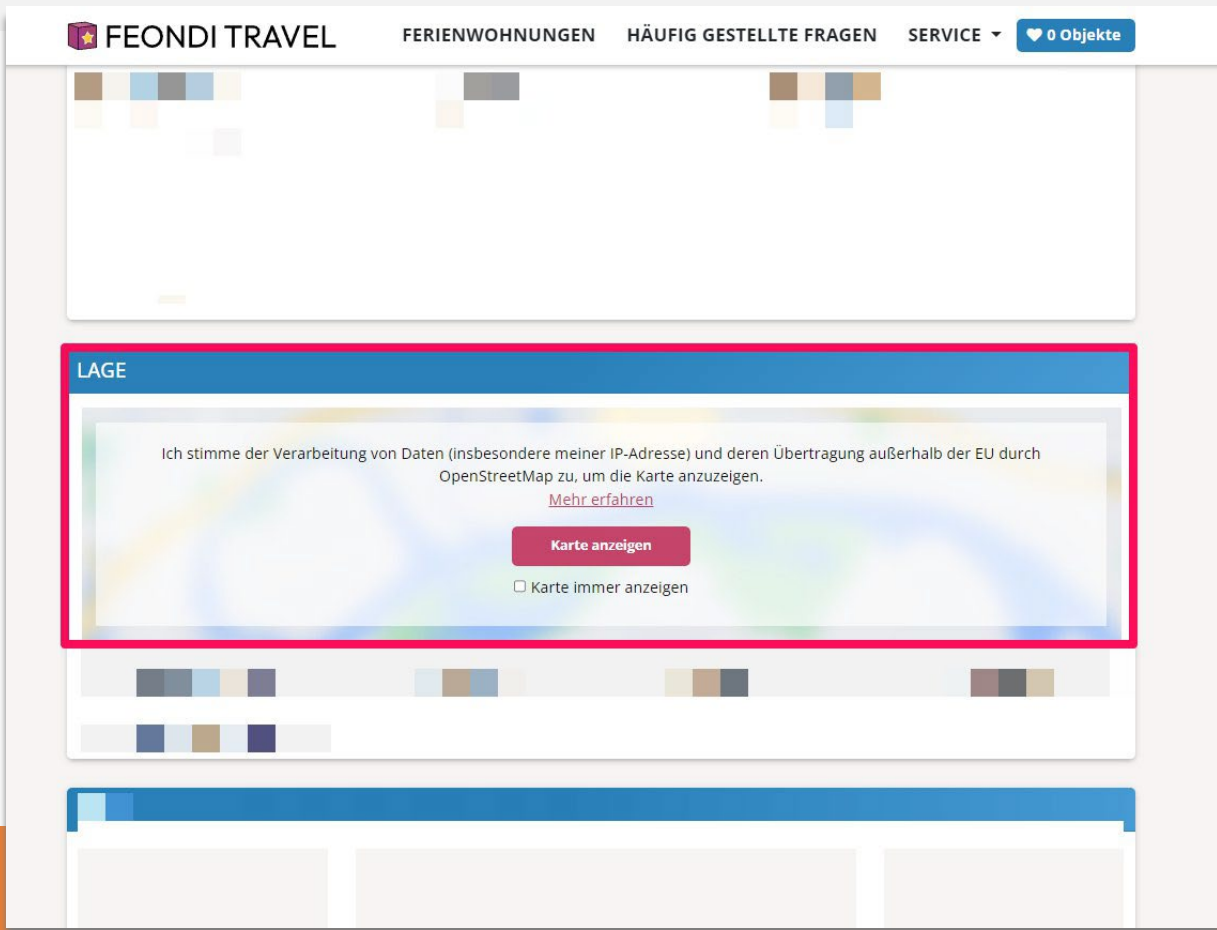 FEONDI TRAVEL FERIENWOHNUNGEN HÄUFIG GESTELLTE FRAGEN SERVICE 0 Objekte
LAGE
Ich stimme der Verarbeitung von Daten (insbesondere meiner IP-Adresse) und deren Übertragung außerhalb der EU durch
OpenStreetMap zu, um die Karte anzuzeigen.
Mehr erfahren
Karte anzeigen
Karte immer anzeigen